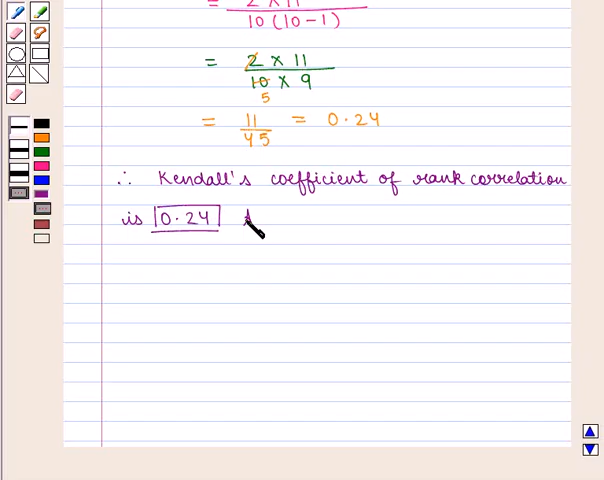 = 2 × 11
10 (10 - 1)
= 2 × 11
10 × 9
5
= 11 = 0.24
45
∴ Kendall's coefficient of rank correlation
is 0.24